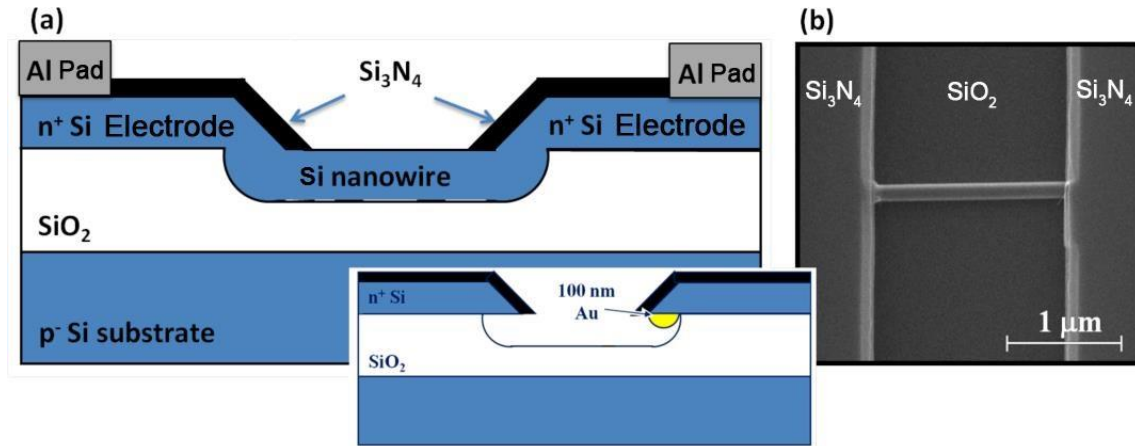 (a)
Al Pad
Si₃N₄
Al Pad
n⁺ Si Electrode
n⁺ Si Electrode
Si nanowire
SiO₂
p⁻ Si substrate
n⁺ Si
100 nm
Au
SiO₂
(b)
Si₃N₄
SiO₂
Si₃N₄
1 μm